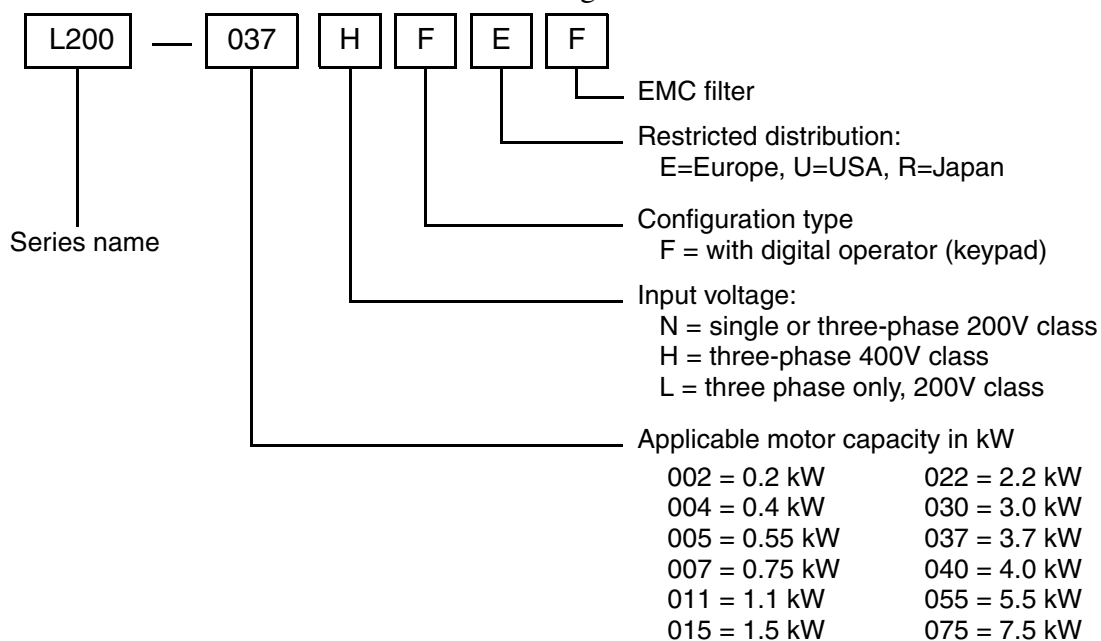 L200 — 037 H F E F
EMC filter
Restricted distribution:
E=Europe, U=USA, R=Japan
Configuration type
F = with digital operator (keypad)
Series name
Input voltage:
N = single or three-phase 200V class
H = three-phase 400V class
L = three phase only, 200V class
Applicable motor capacity in kW
002 = 0.2 kW 022 = 2.2 kW
004 = 0.4 kW 030 = 3.0 kW
005 = 0.55 kW 037 = 3.7 kW
007 = 0.75 kW 040 = 4.0 kW
011 = 1.1 kW 055 = 5.5 kW
015 = 1.5 kW 075 = 7.5 kW